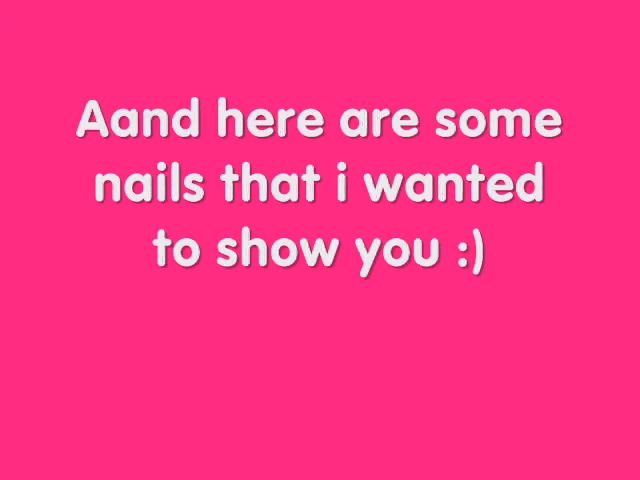 Aand here are some
nails that i wanted
to show you :)